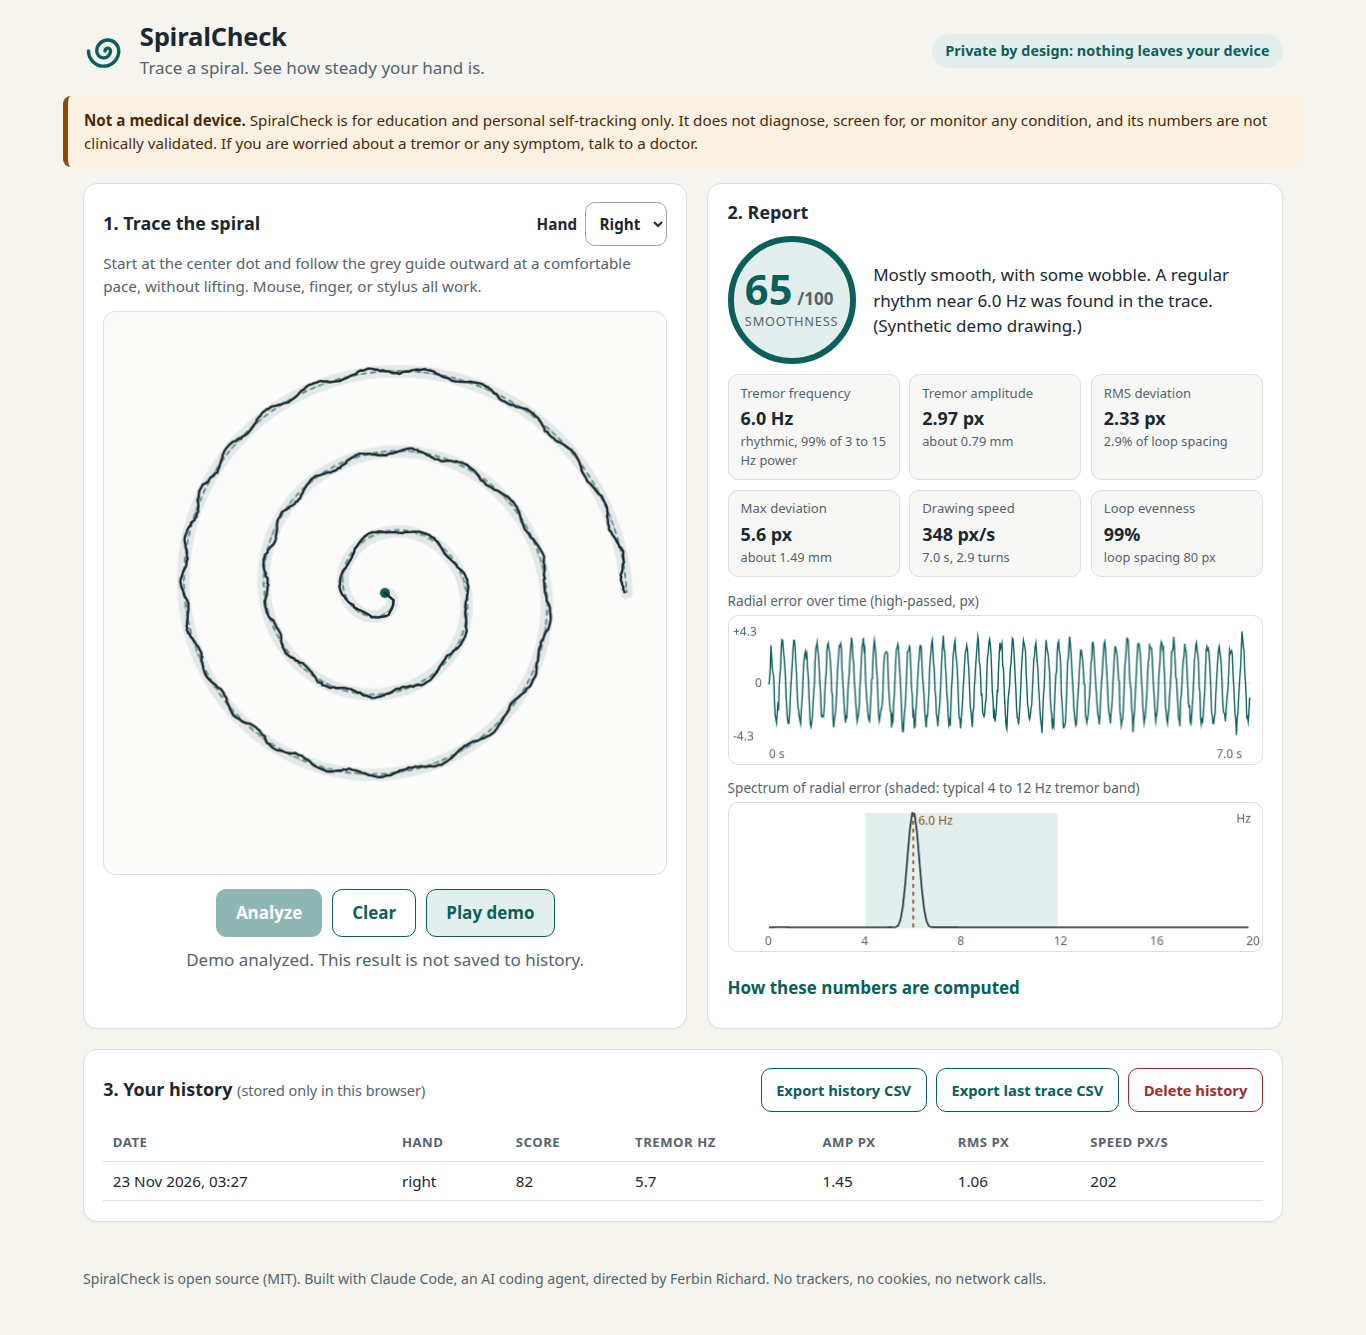 SpiralCheck
Trace a spiral. See how steady your hand is.
Private by design: nothing leaves your device
Not a medical device. SpiralCheck is for education and personal self-tracking only. It does not diagnose, screen for, or monitor any condition, and its numbers are not
clinically validated. If you are worried about a tremor or any symptom, talk to a doctor.
1. Trace the spiral
Hand
Right
Start at the center dot and follow the grey guide outward at a comfortable
pace, without lifting. Mouse, finger, or stylus all work.
Analyze
Clear
Play demo
Demo analyzed. This result is not saved to history.
2. Report
65 /100
SMOOTHNESS
Mostly smooth, with some wobble. A regular
rhythm near 6.0 Hz was found in the trace.
(Synthetic demo drawing.)
Tremor frequency
6.0 Hz
rhythmic, 99% of 3 to 15
Hz power
Tremor amplitude
2.97 px
about 0.79 mm
RMS deviation
2.33 px
2.9% of loop spacing
Max deviation
5.6 px
about 1.49 mm
Drawing speed
348 px/s
7.0 s, 2.9 turns
Loop evenness
99%
loop spacing 80 px
Radial error over time (high-passed, px)
+4.3
0
-4.3
0 s
7.0 s
Spectrum of radial error (shaded: typical 4 to 12 Hz tremor band)
6.0 Hz
Hz
0 4 8 12 16 20
How these numbers are computed
3. Your history (stored only in this browser)
Export history CSV
Export last trace CSV
Delete history
DATE HAND SCORE TREMOR HZ AMP PX RMS PX SPEED PX/S
23 Nov 2026, 03:27 right 82 5.7 1.45 1.06 202
SpiralCheck is open source (MIT). Built with Claude Code, an AI coding agent, directed by Ferbin Richard. No trackers, no cookies, no network calls.